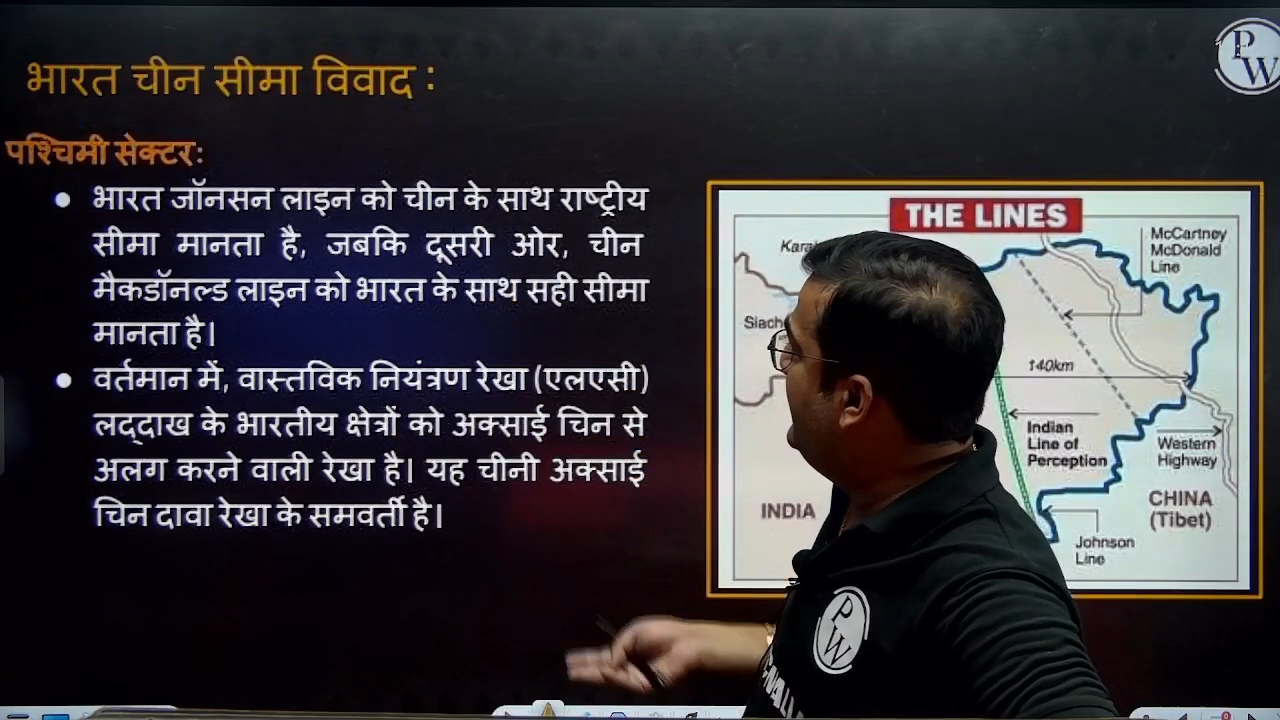 भारत चीन सीमा विवाद :
पश्चिमी सेक्टर:
● भारत जॉनसन लाइन को चीन के साथ राष्ट्रीय
सीमा मानता है, जबकि दूसरी ओर, चीन
मैकडॉनल्ड लाइन को भारत के साथ सही सीमा
मानता है।
● वर्तमान में, वास्तविक नियंत्रण रेखा (एलएसी)
लद्दाख के भारतीय क्षेत्रों को अक्साई चिन से
अलग करने वाली रेखा है। यह चीनी अक्साई
चिन दावा रेखा के समवर्ती है।
PW
THE LINES
McCartney
McDonald
Line
140km
Indian
Line of
Perception
Western
Highway
INDIA
CHINA
(Tibet)
Johnson
Line
PW